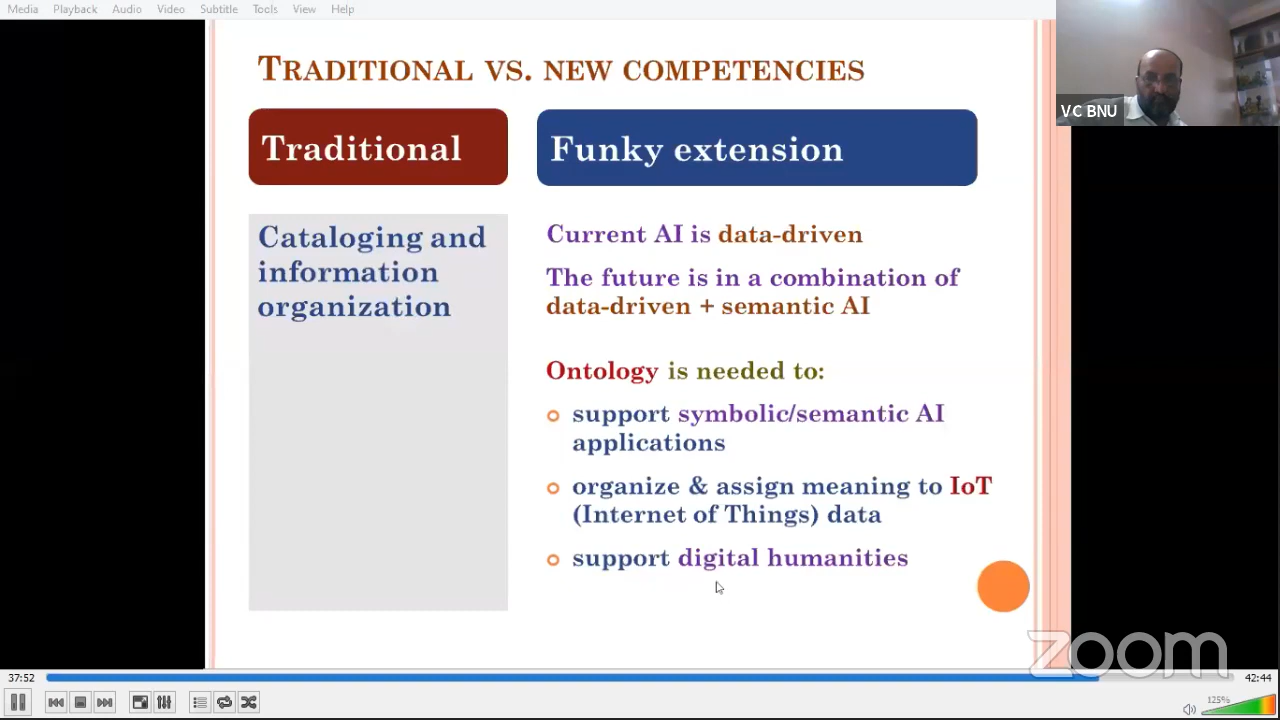 Media Playback Audio Video Subtitle Tools View Help
TRADITIONAL VS. NEW COMPETENCIES
VC BNU
Traditional
Funky extension
Cataloging and
information
organization
Current AI is data-driven
The future is in a combination of
data-driven + semantic AI
Ontology is needed to:
support symbolic/semantic AI
applications
organize & assign meaning to IoT
(Internet of Things) data
support digital humanities
zoom
37:52
42:44
125%